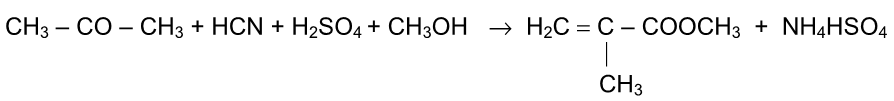 CH₃ – CO – CH₃ + HCN + H₂SO₄ + CH₃OH → H₂C = C – COOCH₃ + NH₄HSO₄
|
CH₃